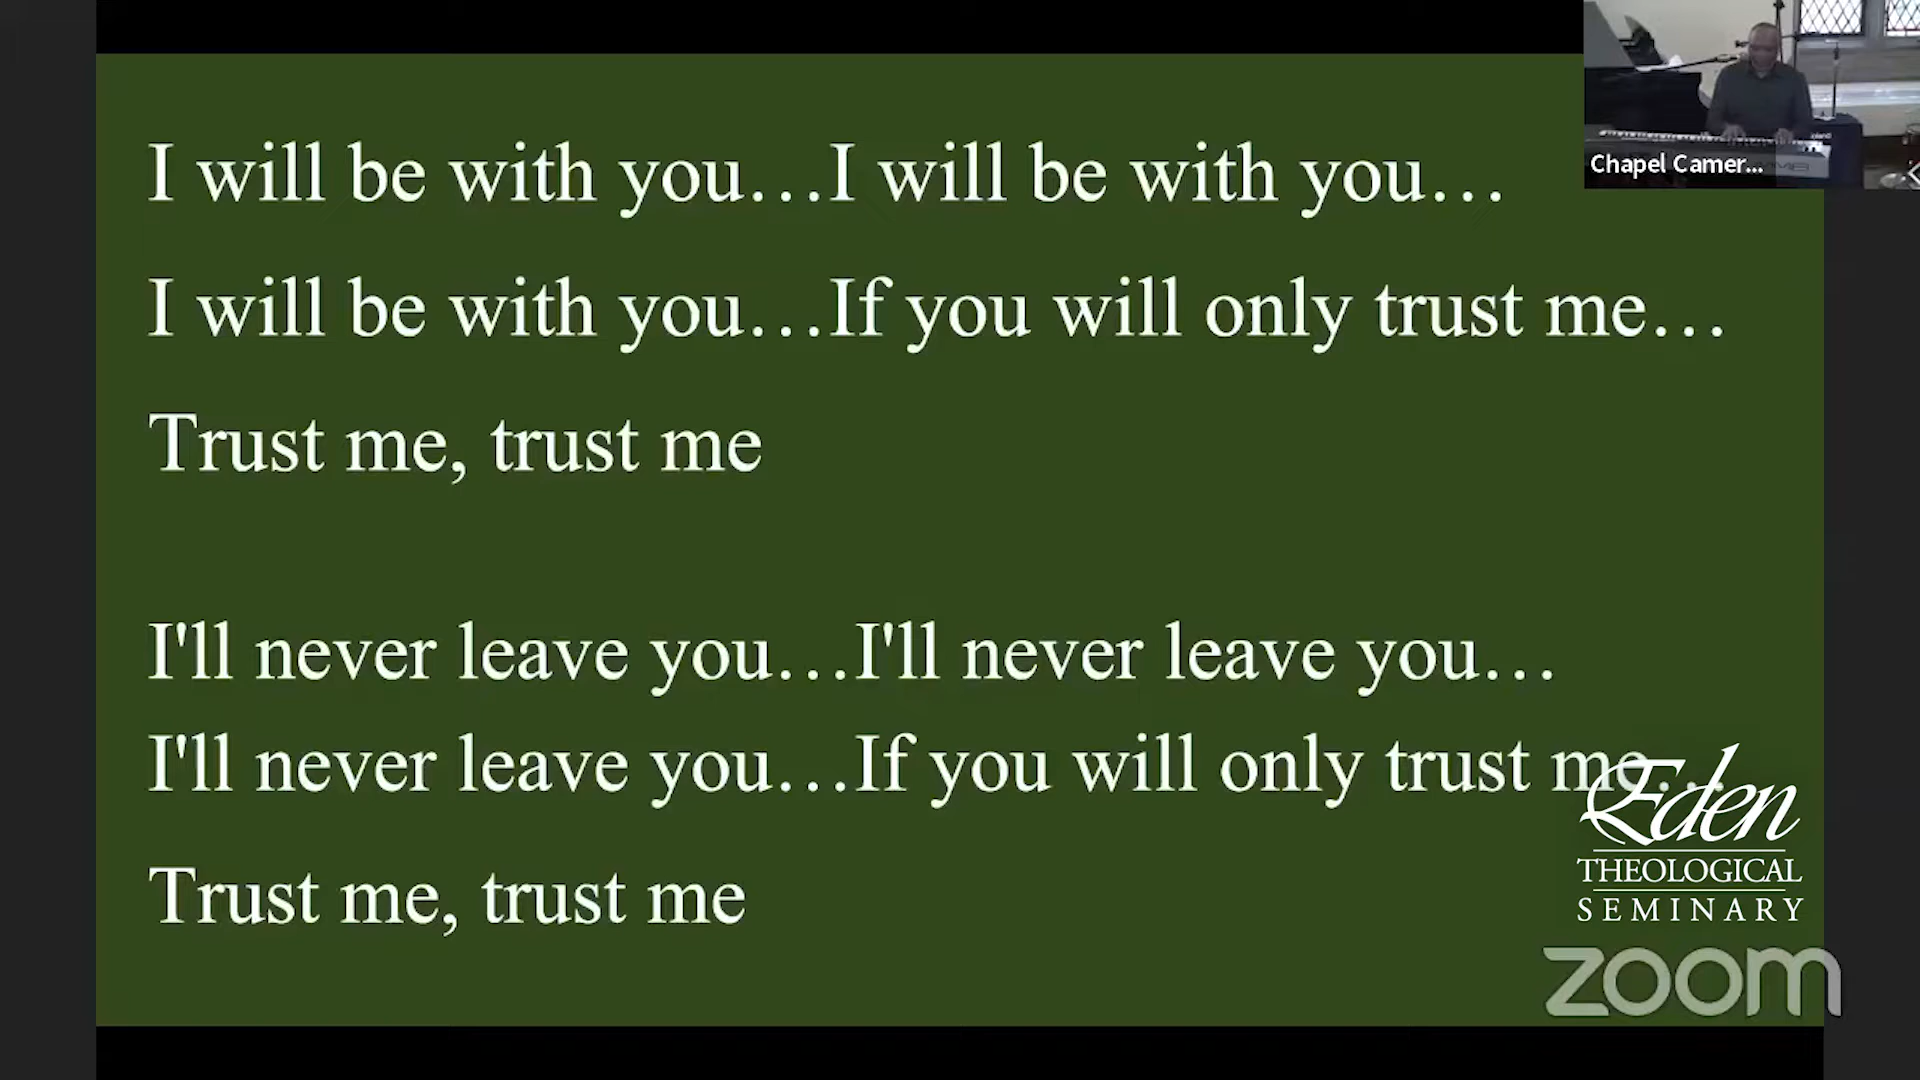 I will be with you…I will be with you…
I will be with you…If you will only trust me…
Trust me, trust me
I'll never leave you…I'll never leave you…
I'll never leave you…If you will only trust me…
Trust me, trust me
Chapel Camer...
Roland
Eden
THEOLOGICAL
SEMINARY
zoom